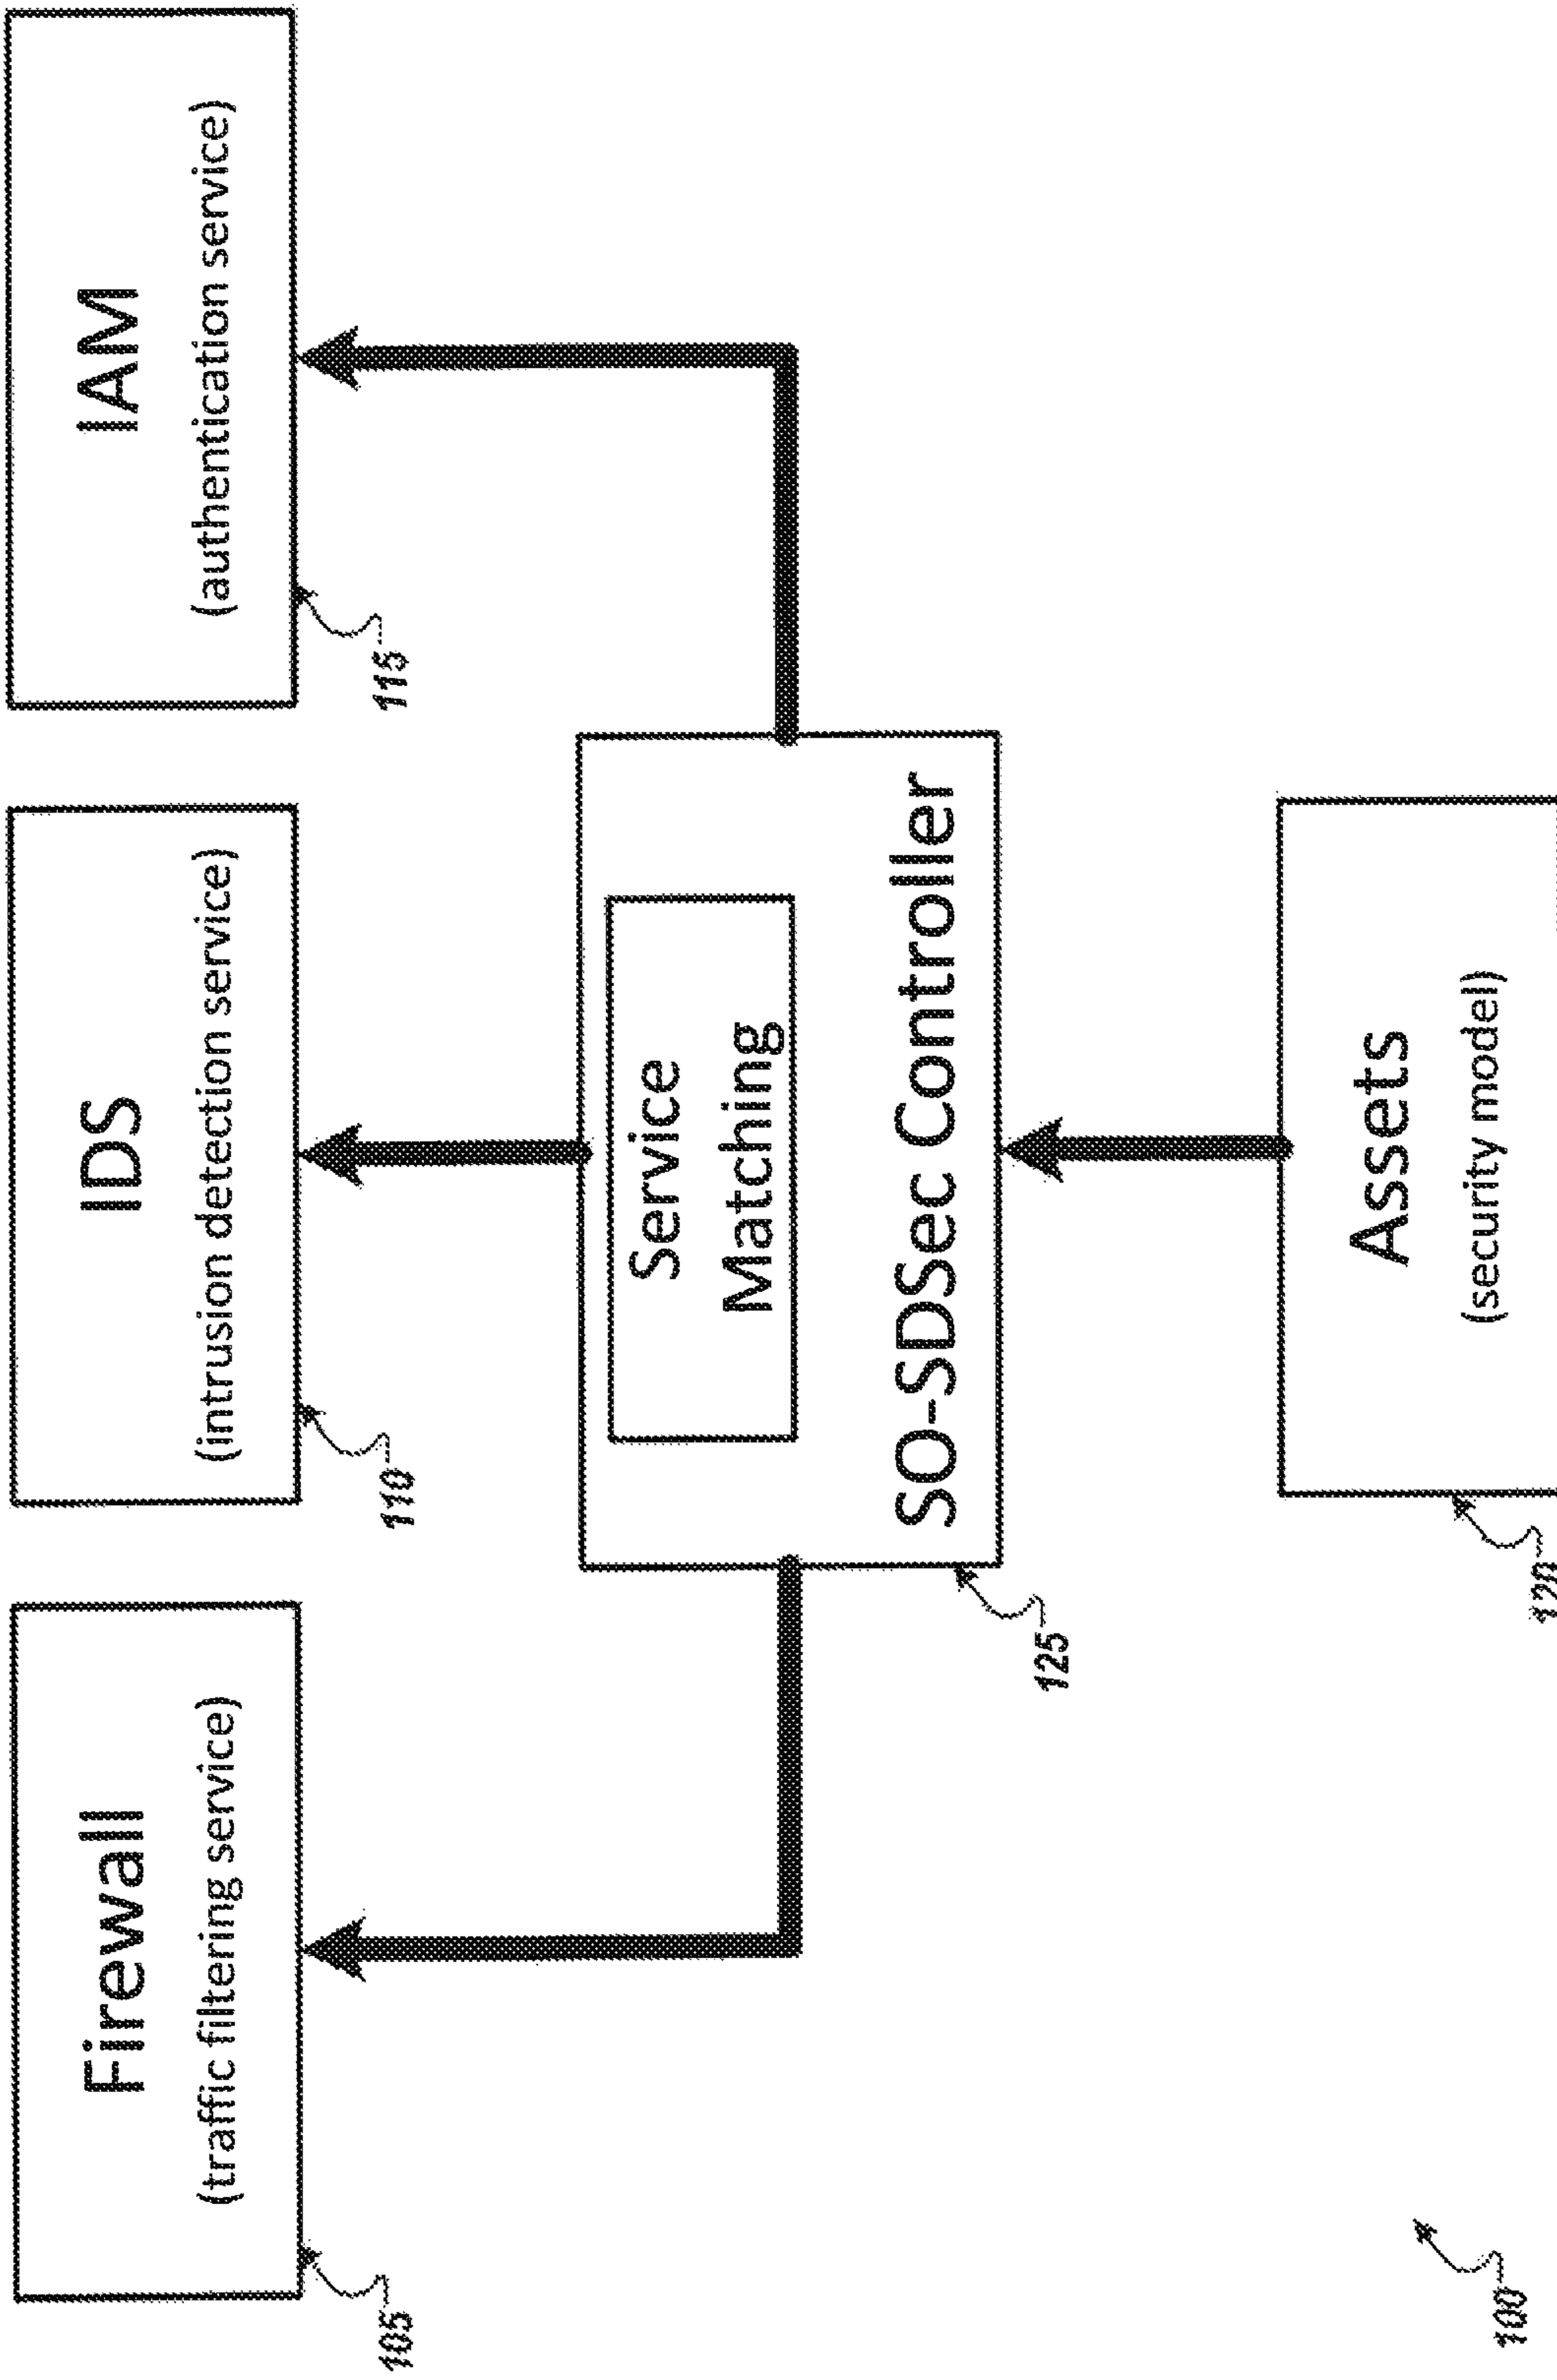 Firewall
(traffic filtering service)
105
IDS
(intrusion detection service)
110
IAM
(authentication service)
115
Service
Matching
SO-SDSec Controller
125
Assets
(security model)
120
100